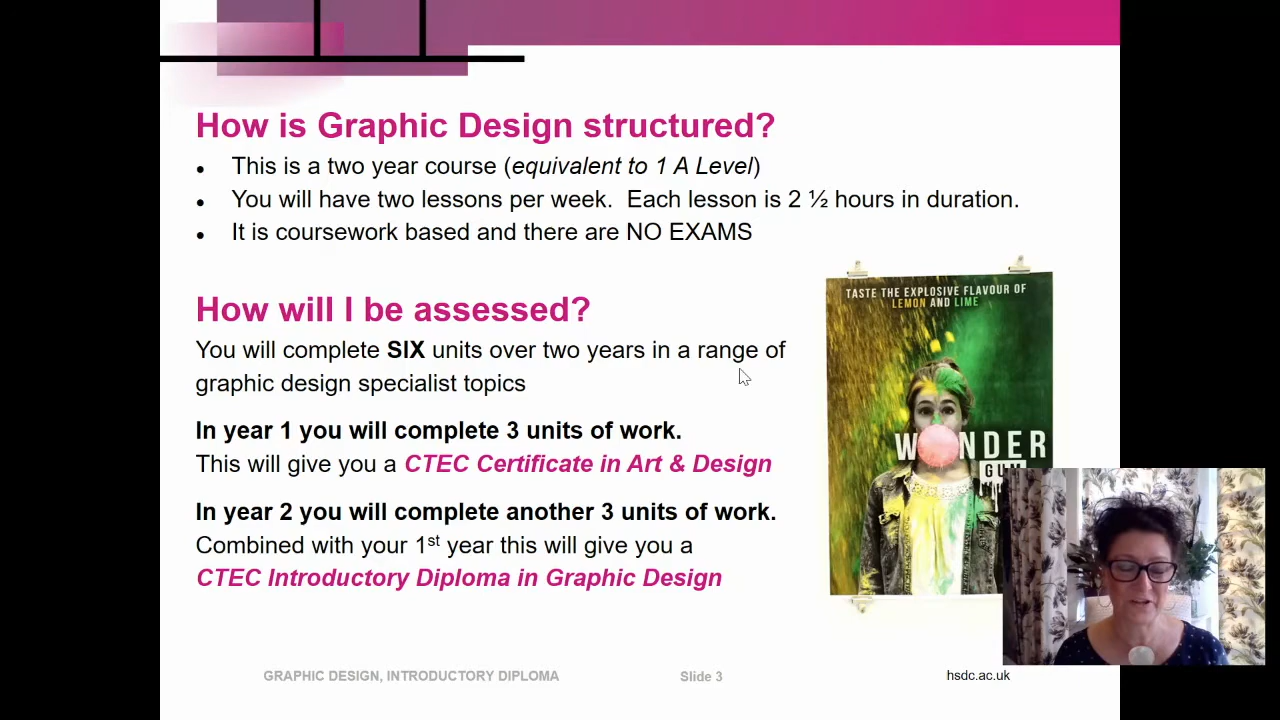 How is Graphic Design structured?
• This is a two year course (equivalent to 1 A Level)
• You will have two lessons per week.  Each lesson is 2 ½ hours in duration.
• It is coursework based and there are NO EXAMS
How will I be assessed?
You will complete SIX units over two years in a range of
graphic design specialist topics
In year 1 you will complete 3 units of work.
This will give you a CTEC Certificate in Art & Design
In year 2 you will complete another 3 units of work.
Combined with your 1st year this will give you a
CTEC Introductory Diploma in Graphic Design
TASTE THE EXPLOSIVE FLAVOUR OF
LEMON AND LIME
WONDER
GUM
GRAPHIC DESIGN, INTRODUCTORY DIPLOMA
Slide 3
hsdc.ac.uk